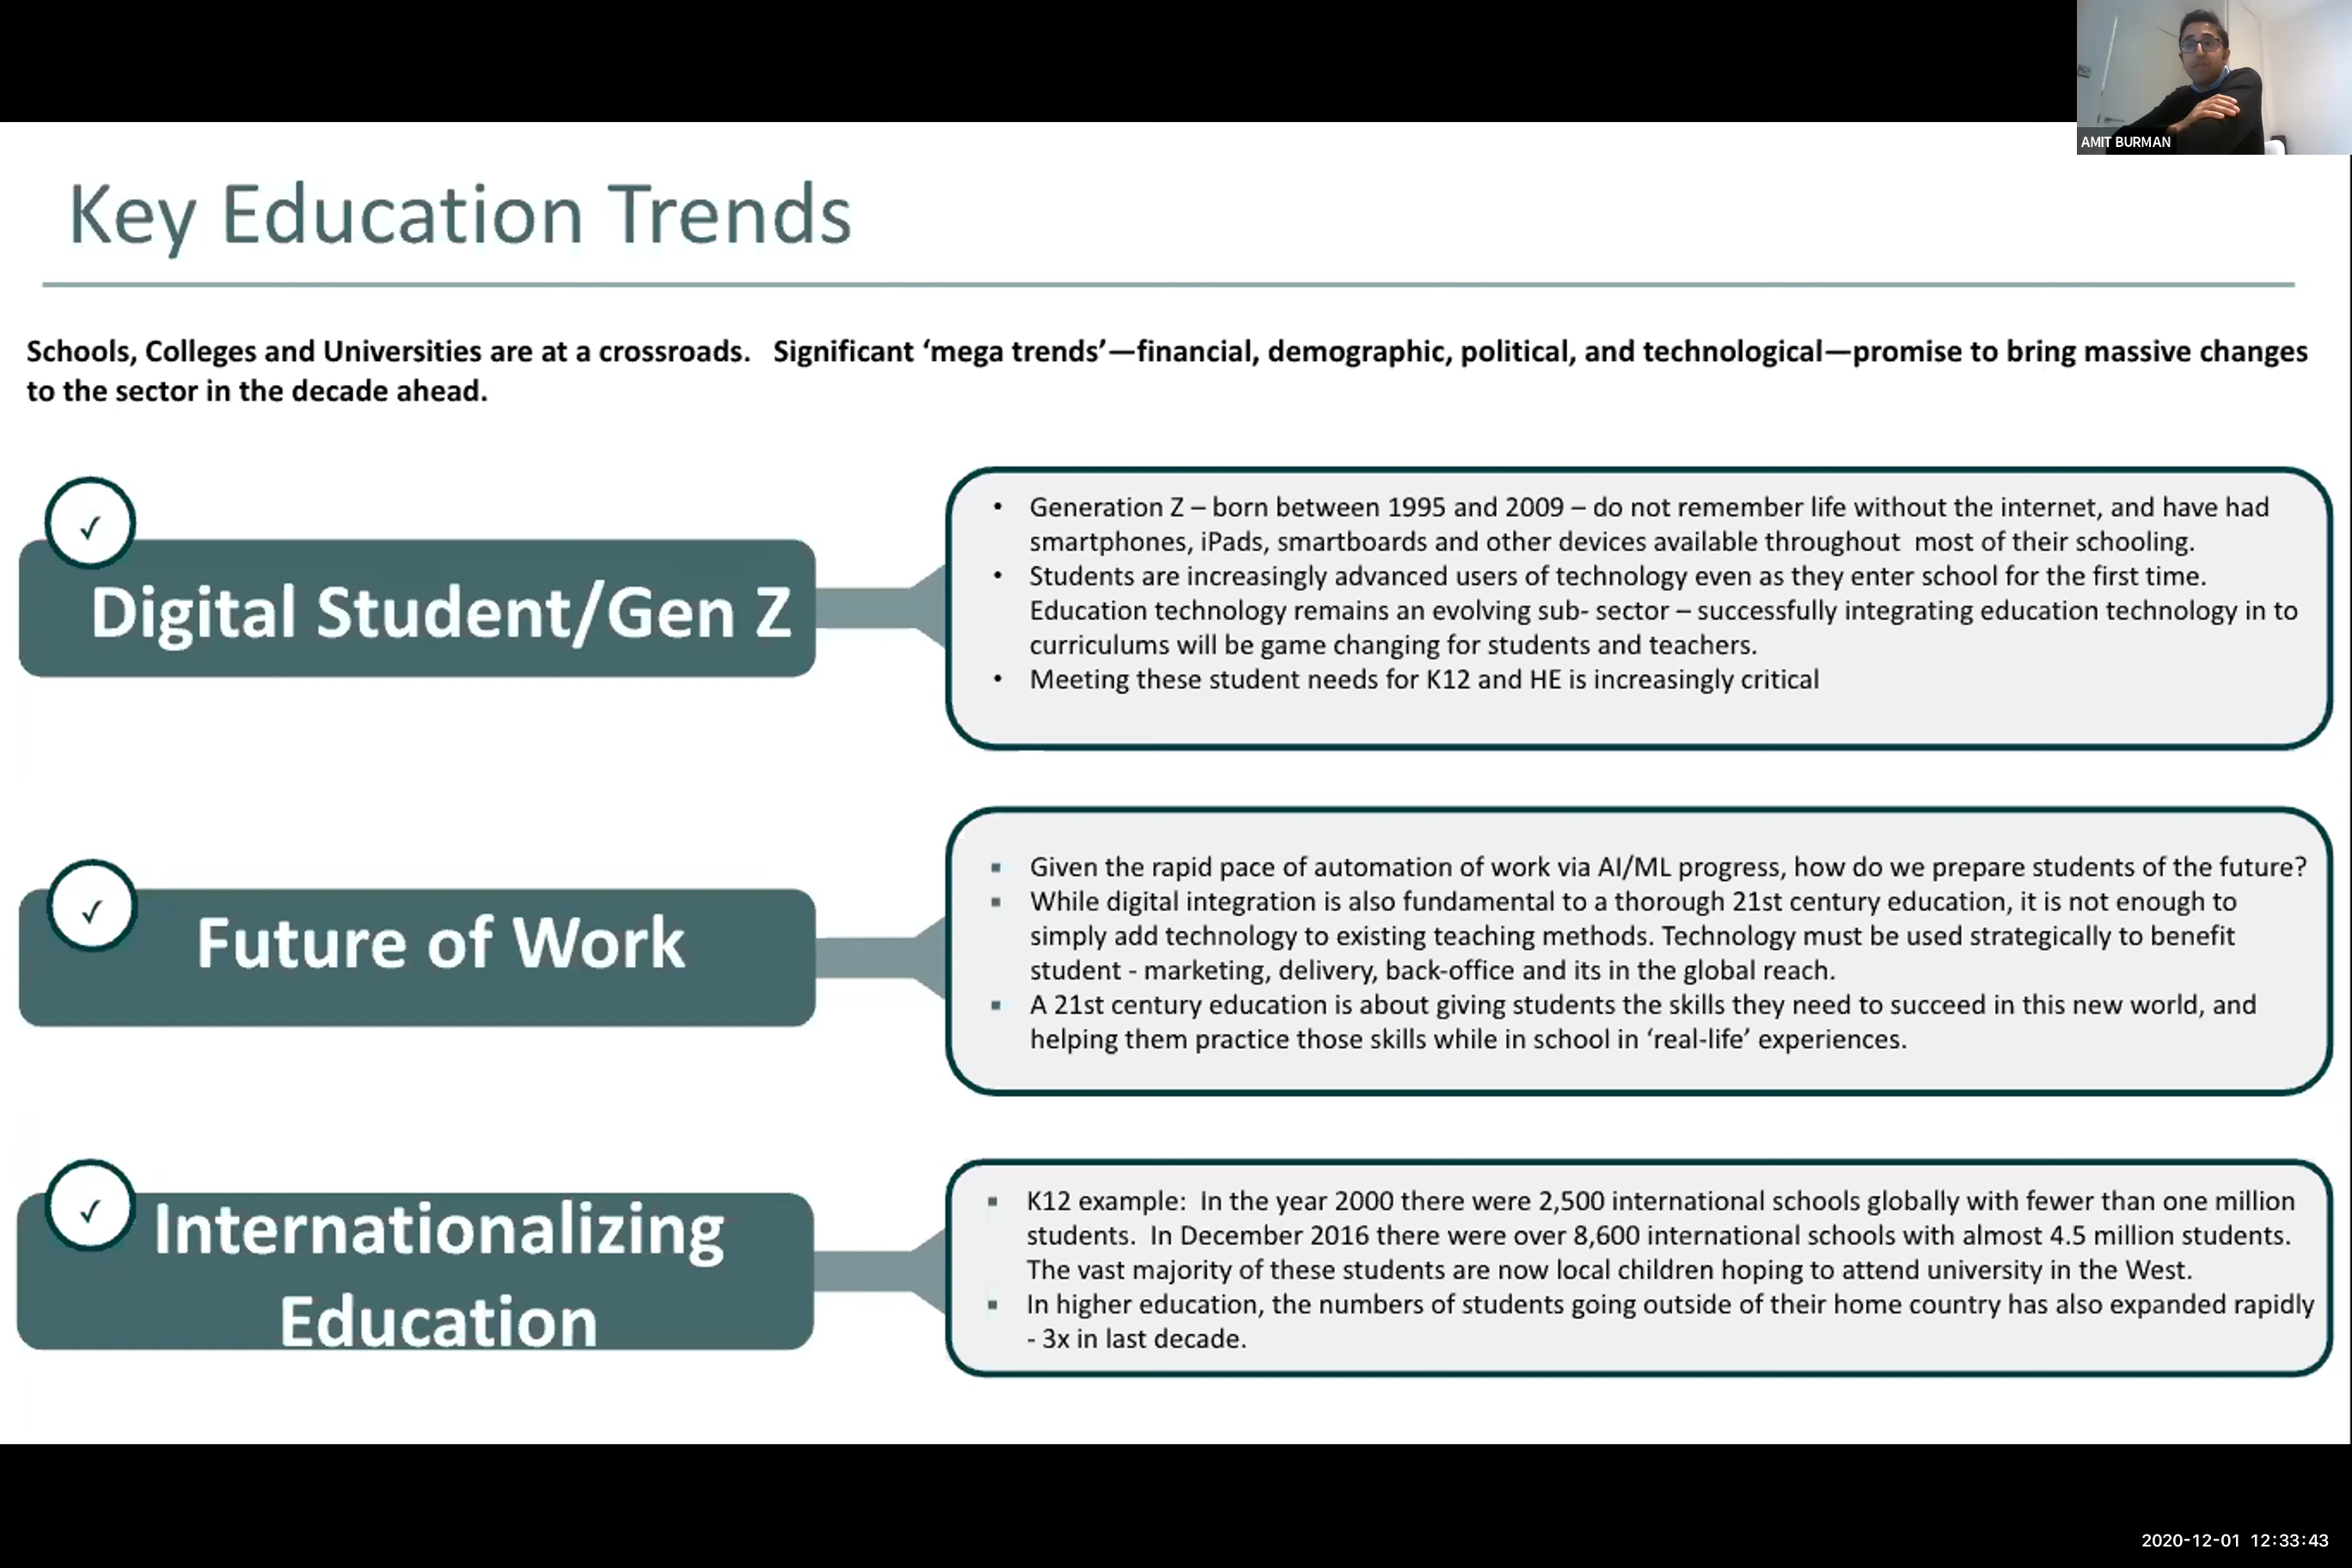 AMIT BURMAN
Key Education Trends
Schools, Colleges and Universities are at a crossroads.   Significant ‘mega trends’—financial, demographic, political, and technological—promise to bring massive changes
to the sector in the decade ahead.
✓
Digital Student/Gen Z
• Generation Z – born between 1995 and 2009 – do not remember life without the internet, and have had
smartphones, iPads, smartboards and other devices available throughout  most of their schooling.
• Students are increasingly advanced users of technology even as they enter school for the first time.
Education technology remains an evolving sub- sector – successfully integrating education technology in to
curriculums will be game changing for students and teachers.
• Meeting these student needs for K12 and HE is increasingly critical
✓
Future of Work
▪ Given the rapid pace of automation of work via AI/ML progress, how do we prepare students of the future?
▪ While digital integration is also fundamental to a thorough 21st century education, it is not enough to
simply add technology to existing teaching methods. Technology must be used strategically to benefit
student - marketing, delivery, back-office and its in the global reach.
▪ A 21st century education is about giving students the skills they need to succeed in this new world, and
helping them practice those skills while in school in ‘real-life’ experiences.
✓
Internationalizing
Education
▪ K12 example:  In the year 2000 there were 2,500 international schools globally with fewer than one million
students.  In December 2016 there were over 8,600 international schools with almost 4.5 million students.
The vast majority of these students are now local children hoping to attend university in the West.
▪ In higher education, the numbers of students going outside of their home country has also expanded rapidly
- 3x in last decade.
2020-12-01  12:33:43